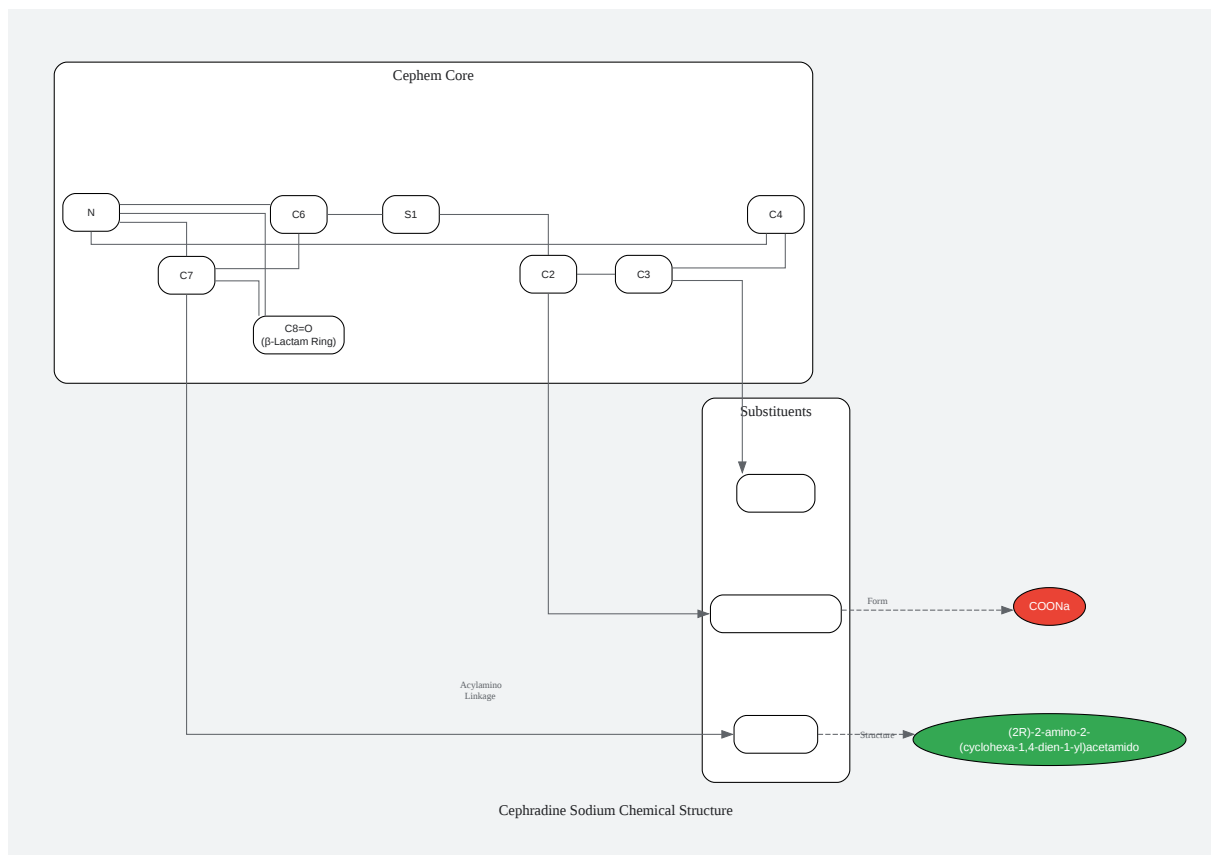 Cephem Core
N
C6
S1
C4
C7
C2
C3
C8=O
(β-Lactam Ring)
Substituents
Form
COONa
Acylamino
Linkage
Structure
(2R)-2-amino-2-
(cyclohexa-1,4-dien-1-yl)acetamido
Cephradine Sodium Chemical Structure